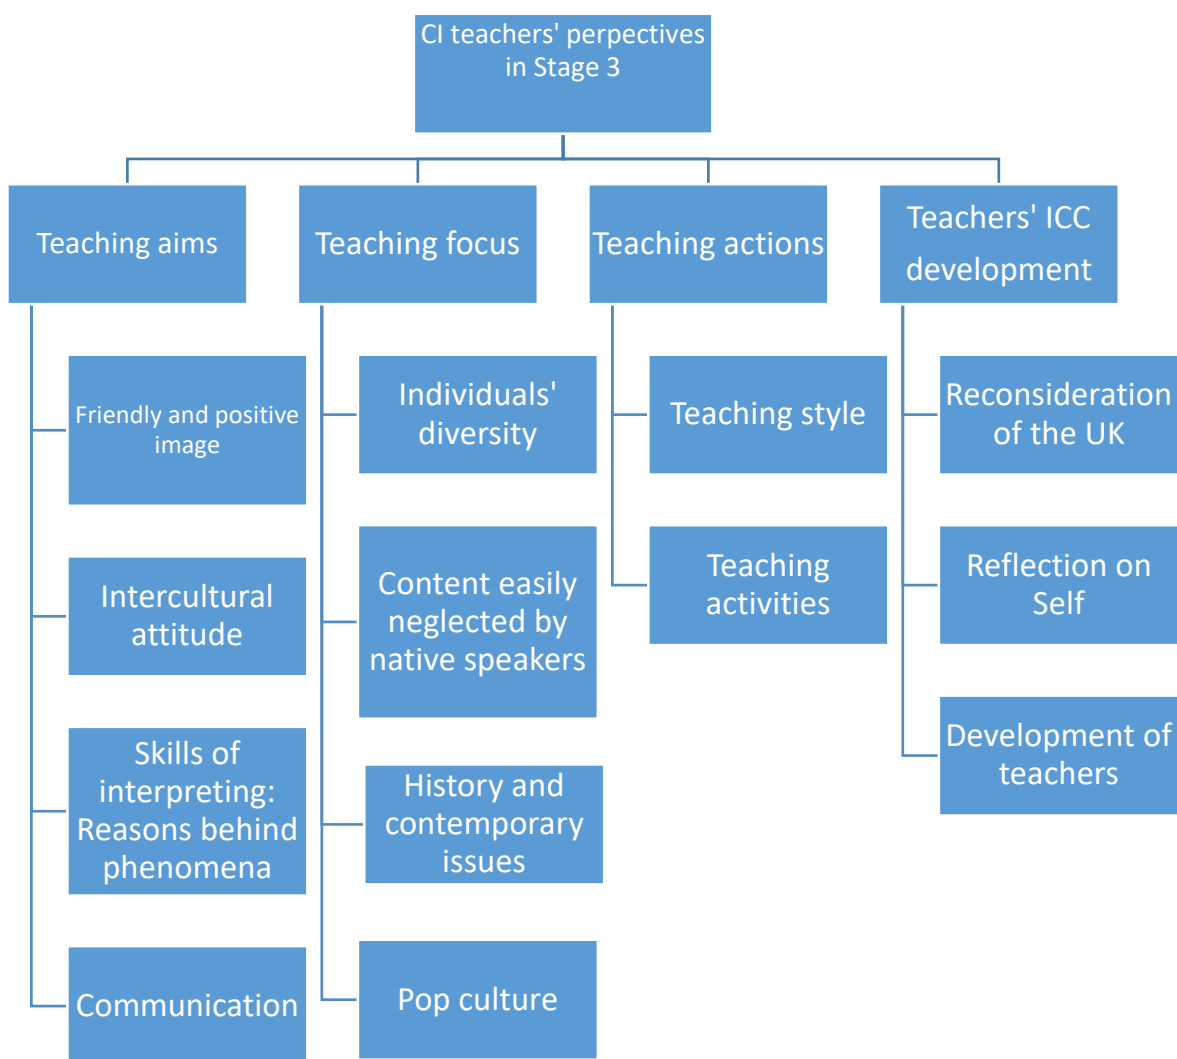 CI teachers' perpectives
in Stage 3
Teaching aims
Teaching focus
Teaching actions
Teachers' ICC
development
Friendly and positive
image
Intercultural
attitude
Skills of
interpreting:
Reasons behind
phenomena
Communication
Individuals'
diversity
Content easily
neglected by
native speakers
History and
contemporary
issues
Pop culture
Teaching style
Teaching
activities
Reconsideration
of the UK
Reflection on
Self
Development of
teachers